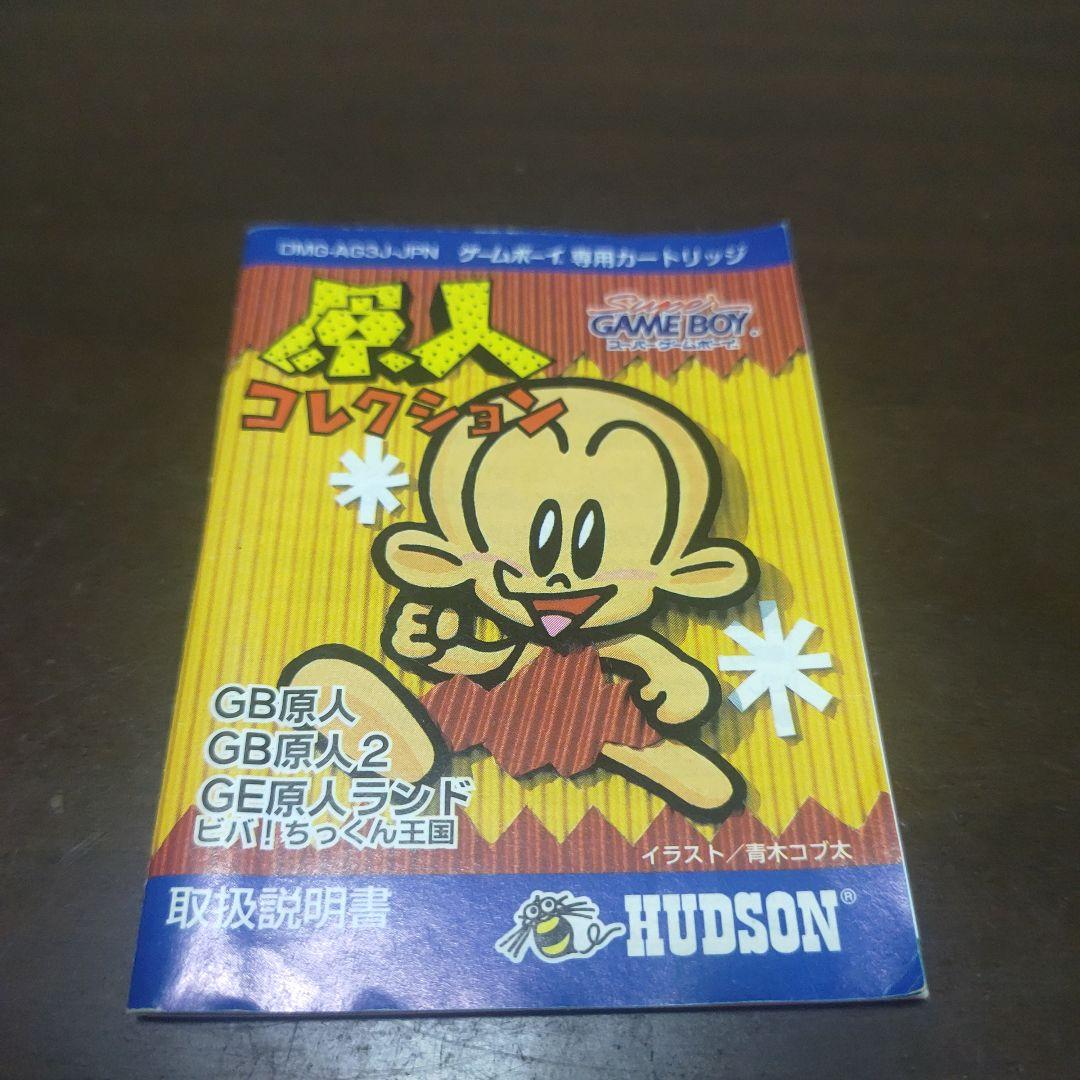 DMG-AG3J-JPN ゲームボーイ専用カートリッジ
原人
コレクション
Super
GAME BOY
スーパーゲームボーイ
GB原人
GB原人2
GB原人ランド
ビバ!ちっくん王国
イラスト/青木コブ太
取扱説明書
HUDSON®